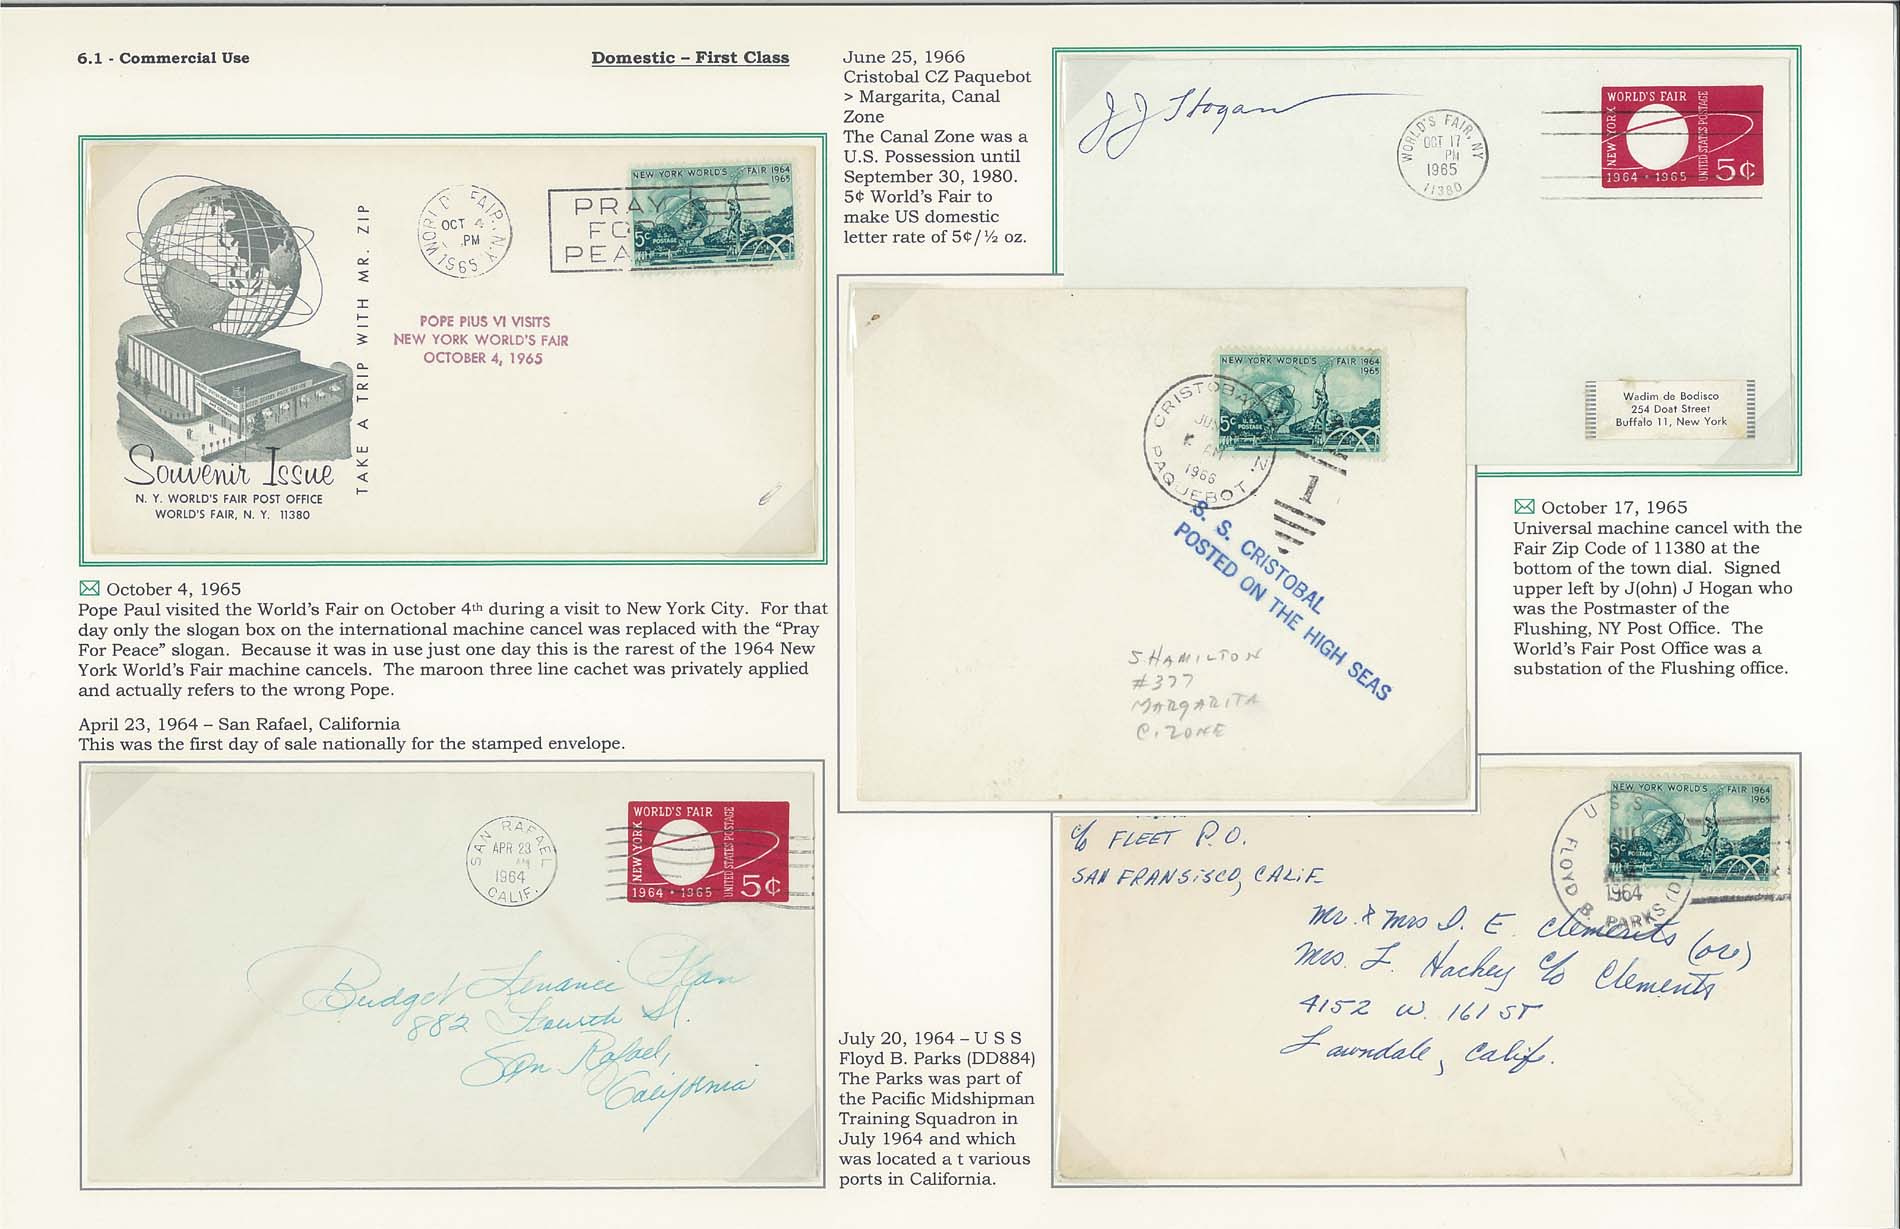 6.1 - Commercial Use
Domestic – First Class
WORLD'S FAIR, N.Y.
OCT 4
PM
1965
PRAY
FO
PEA
NEW YORK WORLD'S FAIR 1964
1965
5c U.S. POSTAGE
TAKE A TRIP WITH MR. ZIP
POPE PIUS VI VISITS
NEW YORK WORLD'S FAIR
OCTOBER 4, 1965
Souvenir Issue
N. Y. WORLD'S FAIR POST OFFICE
WORLD'S FAIR, N. Y. 11380
October 4, 1965
Pope Paul visited the World's Fair on October 4th during a visit to New York City. For that
day only the slogan box on the international machine cancel was replaced with the “Pray
For Peace” slogan. Because it was in use just one day this is the rarest of the 1964 New
York World's Fair machine cancels. The maroon three line cachet was privately applied
and actually refers to the wrong Pope.
April 23, 1964 – San Rafael, California
This was the first day of sale nationally for the stamped envelope.
SAN RAFAEL
APR 23
AM
1964
CALIF.
WORLD'S FAIR
NEW YORK
UNITED STATES POSTAGE
1964 • 1965
5¢
Budget Finance Plan
882 Fourth St.
San Rafael,
California
June 25, 1966
Cristobal CZ Paquebot
> Margarita, Canal
Zone
The Canal Zone was a
U.S. Possession until
September 30, 1980.
5¢ World's Fair to
make US domestic
letter rate of 5¢/½ oz.
J J Hogan
WORLD'S FAIR, NY
OCT 17
PM
1965
11380
WORLD'S FAIR
NEW YORK
UNITED STATES POSTAGE
1964 • 1965
5¢
Wadim de Bodisco
254 Doat Street
Buffalo 11, New York
NEW YORK WORLD'S FAIR 1964
1965
5c U.S. POSTAGE
CRISTOBAL
JUN
AM
1966
PAQUEBOT
1
S. S. CRISTOBAL
POSTED ON THE HIGH SEAS
S HAMILTON
#377
MARGARITA
C. ZONE
October 17, 1965
Universal machine cancel with the
Fair Zip Code of 11380 at the
bottom of the town dial. Signed
upper left by J(ohn) J Hogan who
was the Postmaster of the
Flushing, NY Post Office. The
World's Fair Post Office was a
substation of the Flushing office.
July 20, 1964 – U S S
Floyd B. Parks (DD884)
The Parks was part of
the Pacific Midshipman
Training Squadron in
July 1964 and which
was located a t various
ports in California.
c/o FLEET P.O.
SAN FRANSISCO, CALIF
NEW YORK WORLD'S FAIR 1964
1965
5c U.S. POSTAGE
U S S
1964
FLOYD B. PARKS (D
Mr. & Mrs D. E. Clements (ore)
Mrs. F. Hackey c/o Clements
4152 W. 161 ST
Lawndale, Calif.